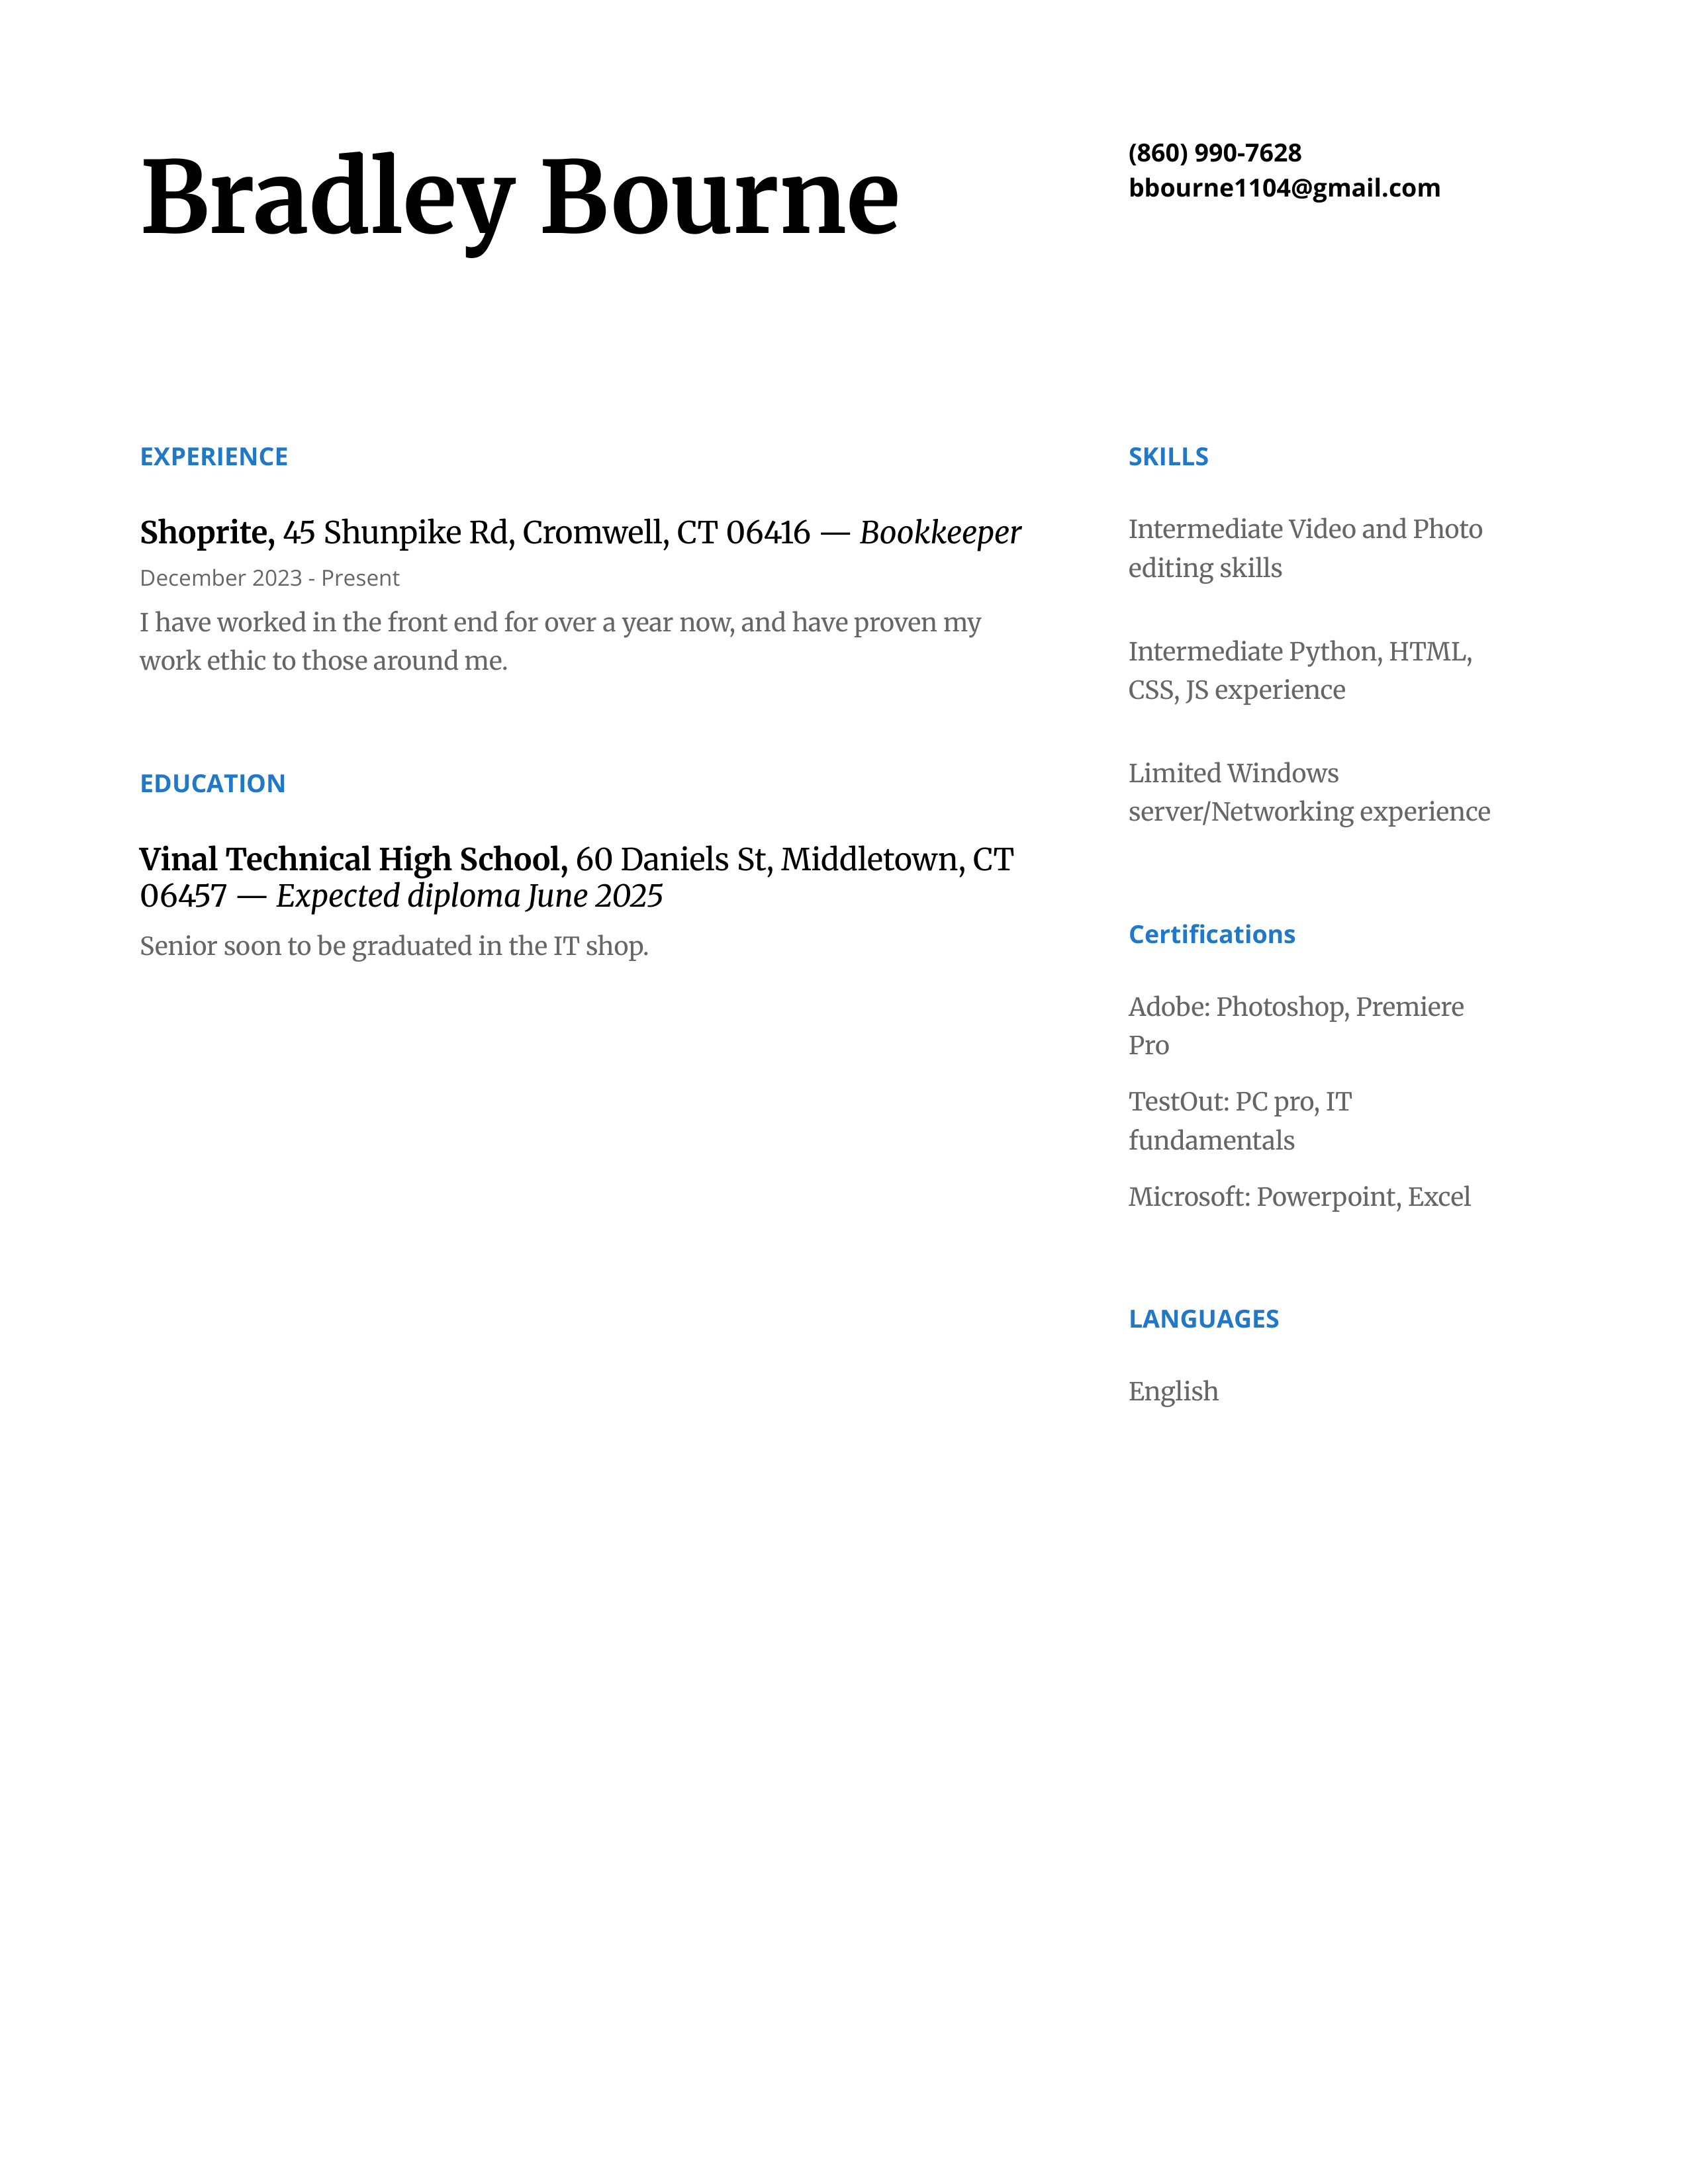 Bradley Bourne
(860) 990-7628
bbourne1104@gmail.com
EXPERIENCE
Shoprite, 45 Shunpike Rd, Cromwell, CT 06416 — Bookkeeper
December 2023 - Present
I have worked in the front end for over a year now, and have proven my
work ethic to those around me.
EDUCATION
Vinal Technical High School, 60 Daniels St, Middletown, CT
06457 — Expected diploma June 2025
Senior soon to be graduated in the IT shop.
SKILLS
Intermediate Video and Photo
editing skills
Intermediate Python, HTML,
CSS, JS experience
Limited Windows
server/Networking experience
Certifications
Adobe: Photoshop, Premiere
Pro
TestOut: PC pro, IT
fundamentals
Microsoft: Powerpoint, Excel
LANGUAGES
English